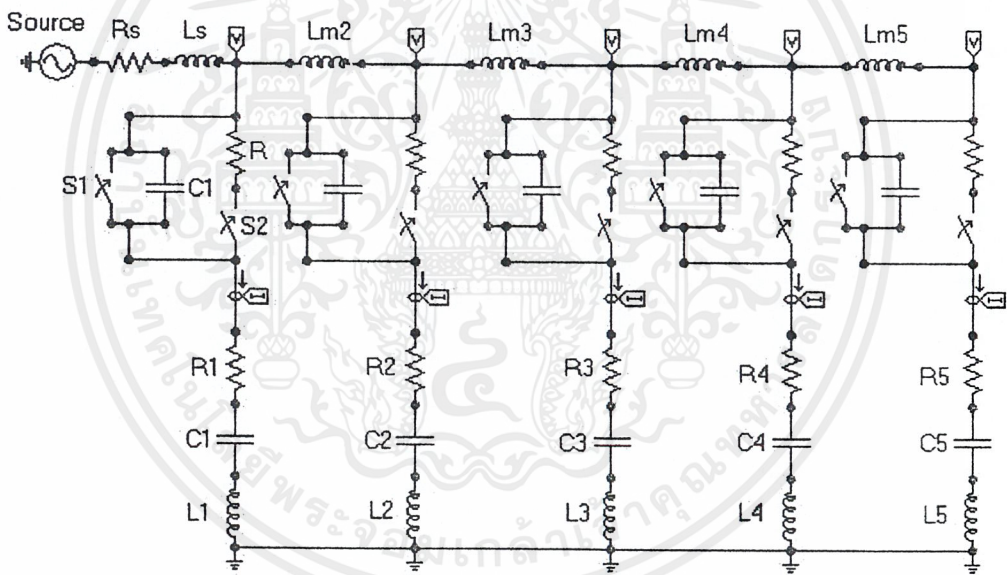 Source
Rs
Ls
Lm2
Lm3
Lm4
Lm5
V
V
V
V
V
R
S1
C1
S2
I
I
I
I
I
R1
R2
R3
R4
R5
C1
C2
C3
C4
C5
L1
L2
L3
L4
L5